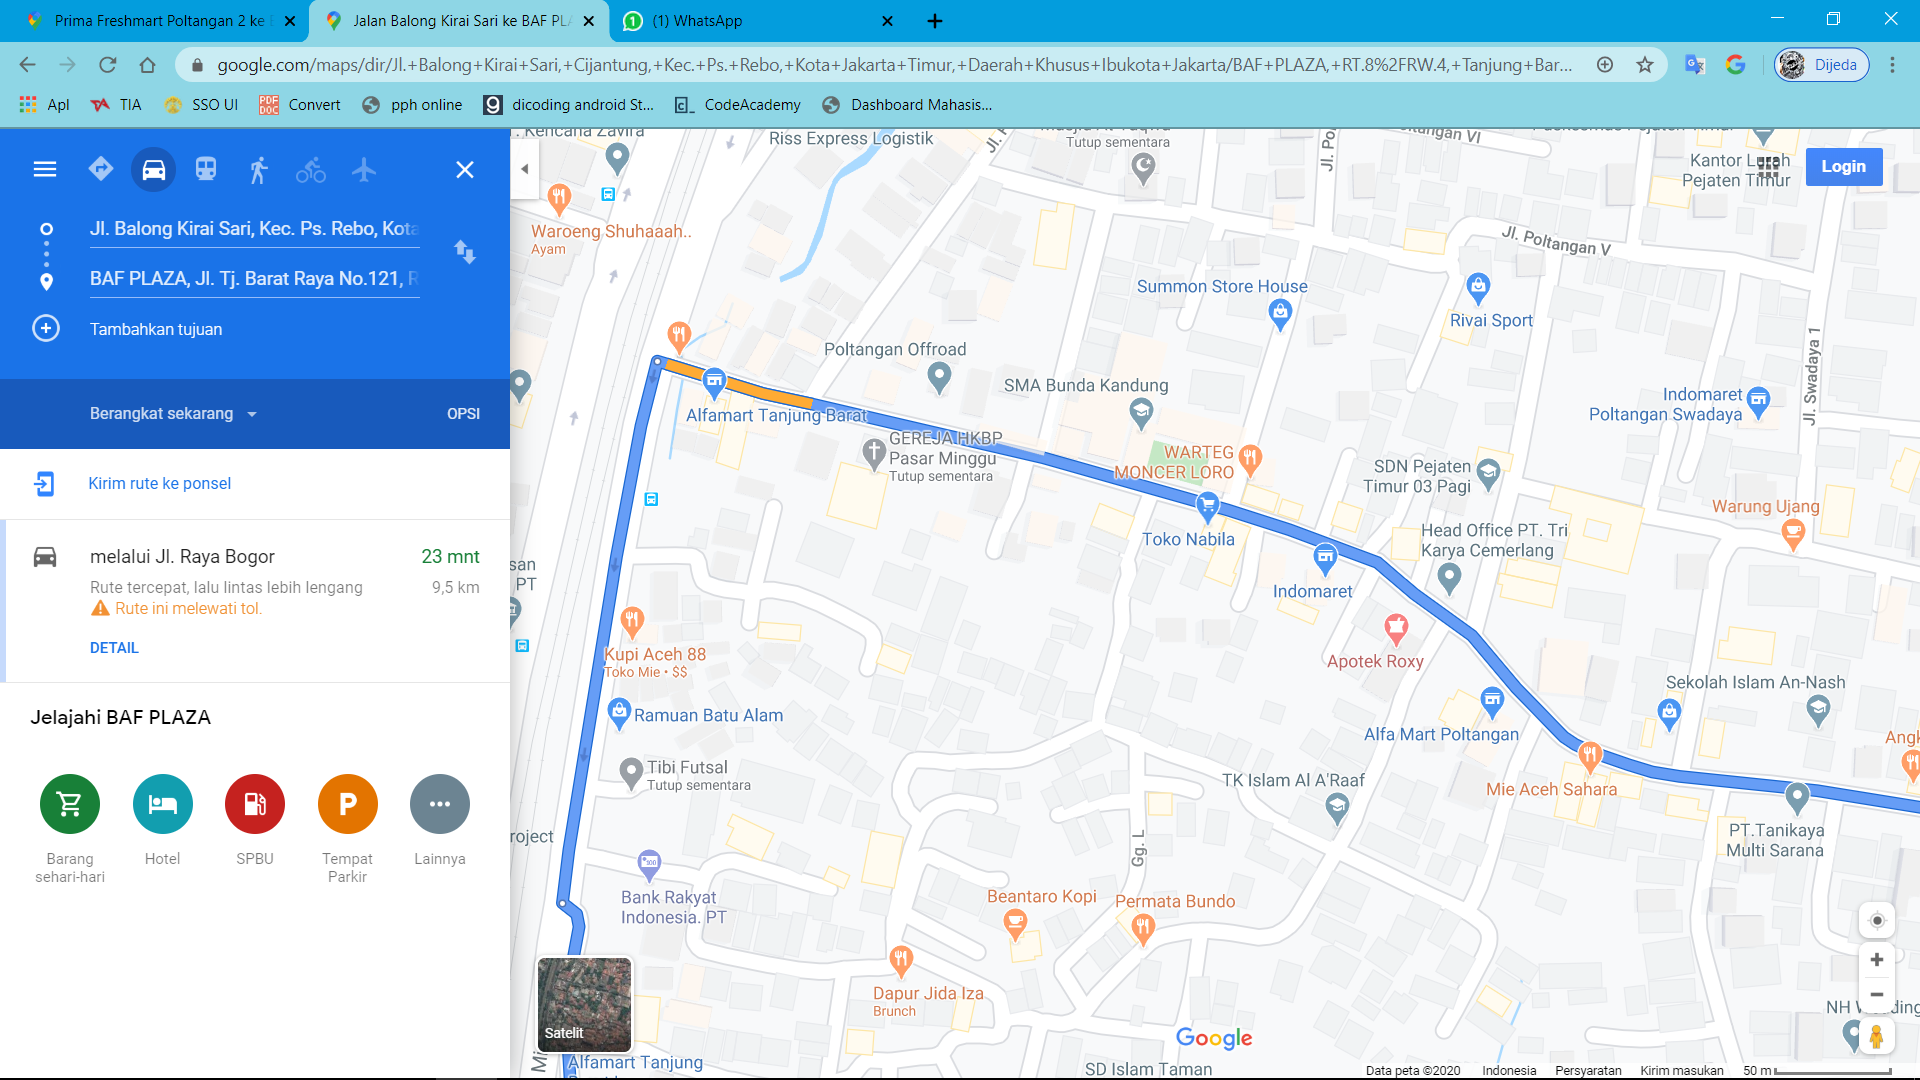 Prima Freshmart Poltangan 2 ke
Jalan Balong Kirai Sari ke BAF PLA
(1) WhatsApp
google.com/maps/dir/Jl.+Balong+Kirai+Sari,+Cijantung,+Kec.+Ps.+Rebo,+Kota+Jakarta+Timur,+Daerah+Khusus+Ibukota+Jakarta/BAF+PLAZA,+RT.8%2FRW.4,+Tanjung+Bar...
Dijeda
Apl
TIA
SSO UI
PDF DOC
Convert
pph online
dicoding android St...
CodeAcademy
Dashboard Mahasis...
Jl. Balong Kirai Sari, Kec. Ps. Rebo, Kota
BAF PLAZA, Jl. Tj. Barat Raya No.121, R
Tambahkan tujuan
Berangkat sekarang
OPSI
Kirim rute ke ponsel
melalui Jl. Raya Bogor
23 mnt
Rute tercepat, lalu lintas lebih lengang
9,5 km
Rute ini melewati tol.
DETAIL
Jelajahi BAF PLAZA
Barang
sehari-hari
Hotel
SPBU
P
Tempat
Parkir
Lainnya
Kencana Zavira
Riss Express Logistik
Tutup sementara
Kantor Lurah
Pejaten Timur
Login
Waroeng Shuhaaah..
Ayam
Jl. Poltangan V
Summon Store House
Rivai Sport
Poltangan Offroad
SMA Bunda Kandung
Jl. Swadaya 1
Indomaret
Poltangan Swadaya
Alfamart Tanjung Barat
GEREJA HKBP
Pasar Minggu
Tutup sementara
WARTEG
MONCER LORO
SDN Pejaten
Timur 03 Pagi
Warung Ujang
Toko Nabila
Head Office PT. Tri
Karya Cemerlang
san
PT
Indomaret
Apotek Roxy
Kupi Aceh 88
Toko Mie • $$
Sekolah Islam An-Nash
Ramuan Batu Alam
Alfa Mart Poltangan
Angk
Tibi Futsal
Tutup sementara
TK Islam Al A'Raaf
Mie Aceh Sahara
roject
Gg. L
PT.Tanikaya
Multi Sarana
Bank Rakyat
Indonesia. PT
Beantaro Kopi
Permata Bundo
Dapur Jida Iza
Brunch
Satelit
Google
Alfamart Tanjung
SD Islam Taman
Data peta ©2020
Indonesia
Persyaratan
Kirim masukan
50 m